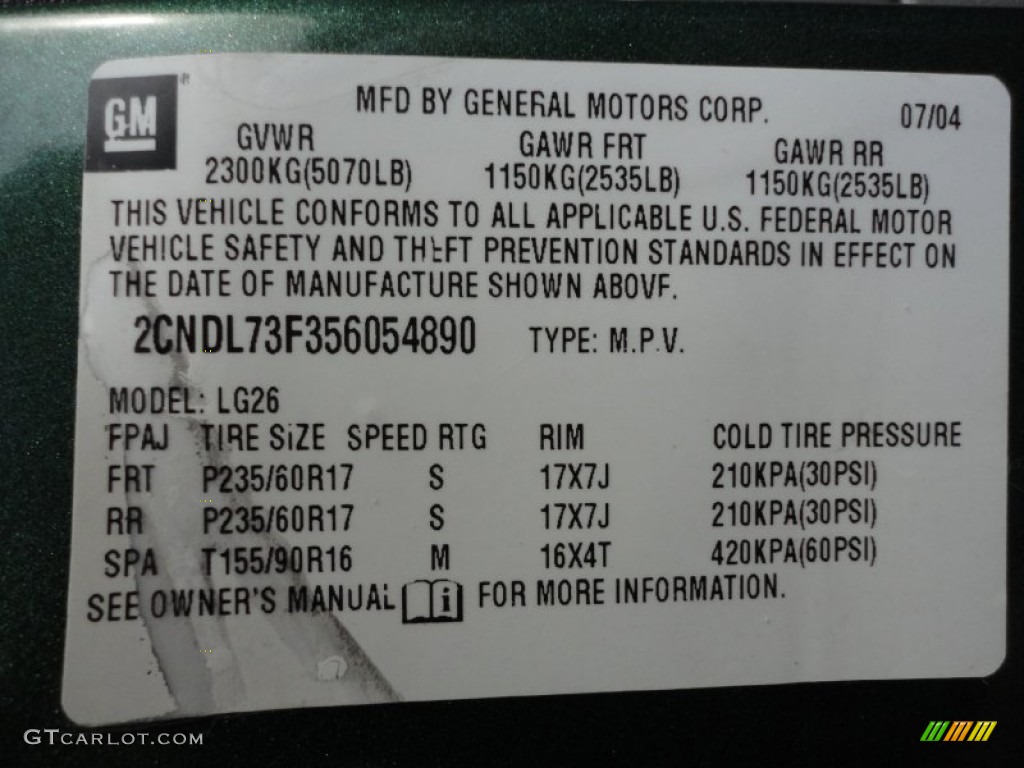 GM ®
MFD BY GENERAL MOTORS CORP. 07/04
GVWR GAWR FRT GAWR RR
2300KG(5070LB) 1150KG(2535LB) 1150KG(2535LB)
THIS VEHICLE CONFORMS TO ALL APPLICABLE U.S. FEDERAL MOTOR
VEHICLE SAFETY AND THEFT PREVENTION STANDARDS IN EFFECT ON
THE DATE OF MANUFACTURE SHOWN ABOVE.
2CNDL73F356054890 TYPE: M.P.V.
MODEL: LG26
FPAJ TIRE SIZE SPEED RTG RIM COLD TIRE PRESSURE
FRT P235/60R17 S 17X7J 210KPA(30PSI)
RR P235/60R17 S 17X7J 210KPA(30PSI)
SPA T155/90R16 M 16X4T 420KPA(60PSI)
SEE OWNER'S MANUAL i FOR MORE INFORMATION.
GTCARLOT.COM